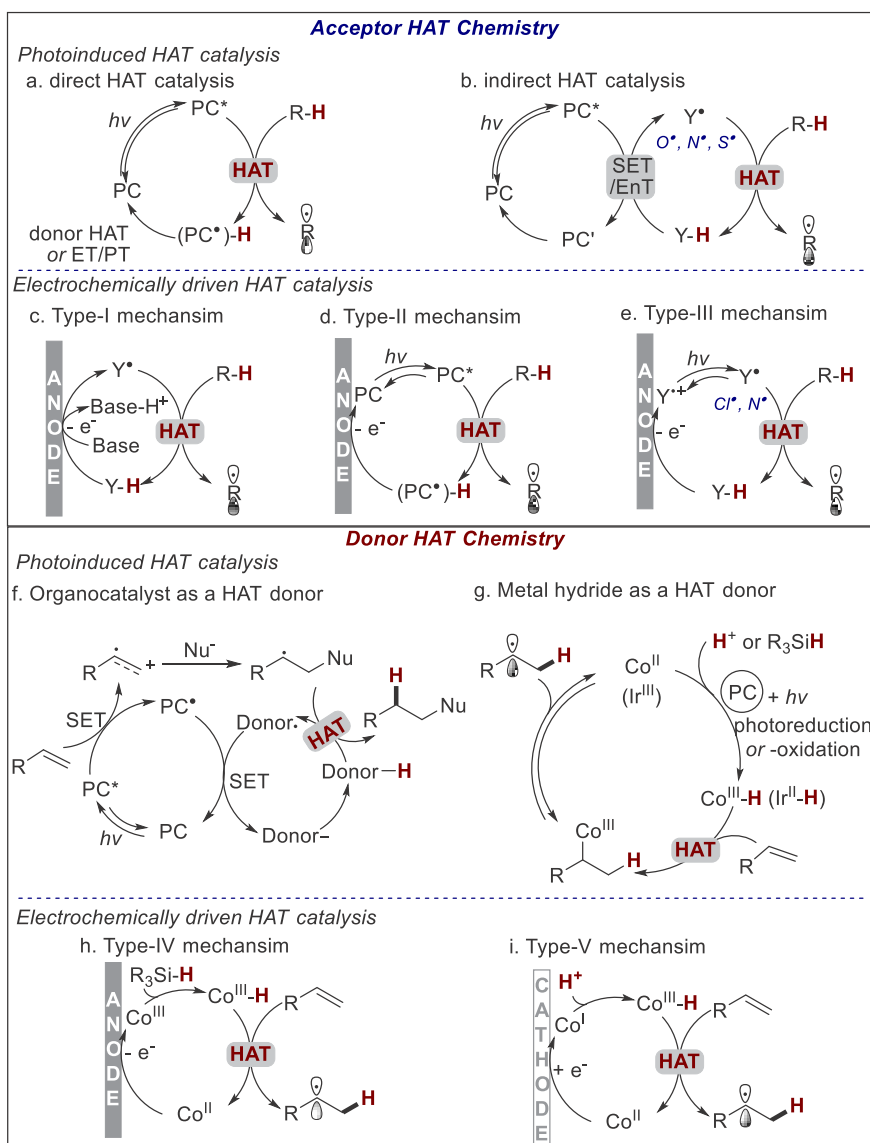 Acceptor HAT Chemistry
Photoinduced HAT catalysis
a. direct HAT catalysis
hν
PC*
R-H
HAT
PC
donor HAT
or ET/PT
(PC•)-H
R
b. indirect HAT catalysis
hν
PC*
Y•
O•, N•, S•
R-H
SET
/EnT
HAT
PC
PC'
Y-H
R
Electrochemically driven HAT catalysis
c. Type-I mechansim
ANODE
Y•
R-H
Base-H+
- e-
Base
HAT
Y-H
R
d. Type-II mechansim
ANODE
hν
PC
PC*
R-H
- e-
HAT
(PC•)-H
R
e. Type-III mechansim
ANODE
hν
Y•+
Y•
Cl•, N•
R-H
- e-
HAT
Y-H
R
Donor HAT Chemistry
Photoinduced HAT catalysis
f. Organocatalyst as a HAT donor
R
+
Nu-
R
Nu
H
R
Nu
SET
PC•
Donor•
HAT
R
PC*
SET
Donor-H
hν
PC
Donor–
g. Metal hydride as a HAT donor
R
H
CoII
(IrIII)
H+ or R3SiH
PC + hν
photoreduction
or -oxidation
CoIII-H (IrII-H)
CoIII
R
H
HAT
R
Electrochemically driven HAT catalysis
h. Type-IV mechansim
ANODE
R3Si-H
CoIII
CoIII-H
R
- e-
HAT
CoII
R
H
i. Type-V mechansim
CATHODE
H+
CoI
CoIII-H
R
+ e-
HAT
CoII
R
H